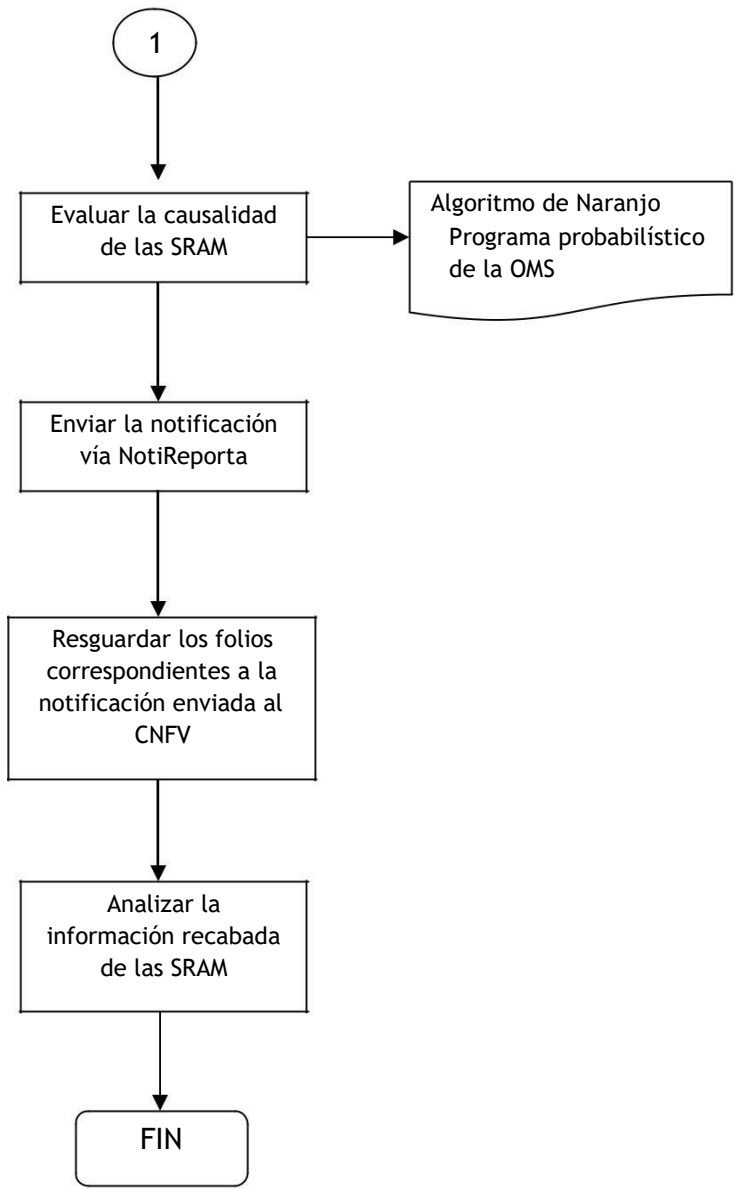 1
Evaluar la causalidad
de las SRAM
Algoritmo de Naranjo
Programa probabilístico
de la OMS
Enviar la notificación
vía NotiReporta
Resguardar los folios
correspondientes a la
notificación enviada al
CNFV
Analizar la
información recabada
de las SRAM
FIN